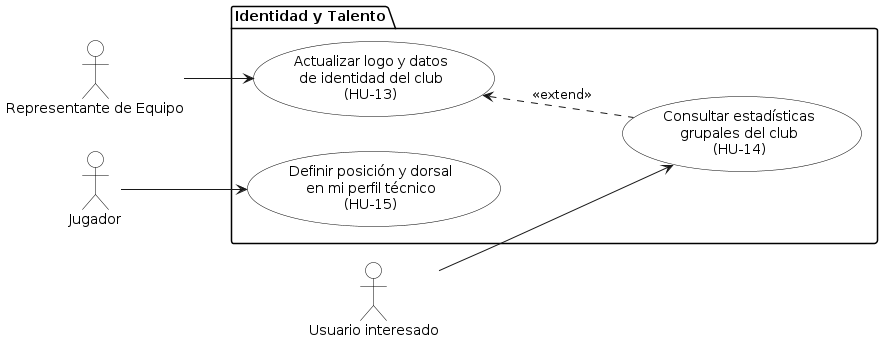 Identidad y Talento
Actualizar logo y datos
de identidad del club
(HU-13)
Representante de Equipo
«extend»
Consultar estadísticas
grupales del club
(HU-14)
Definir posición y dorsal
en mi perfil técnico
(HU-15)
Jugador
Usuario interesado